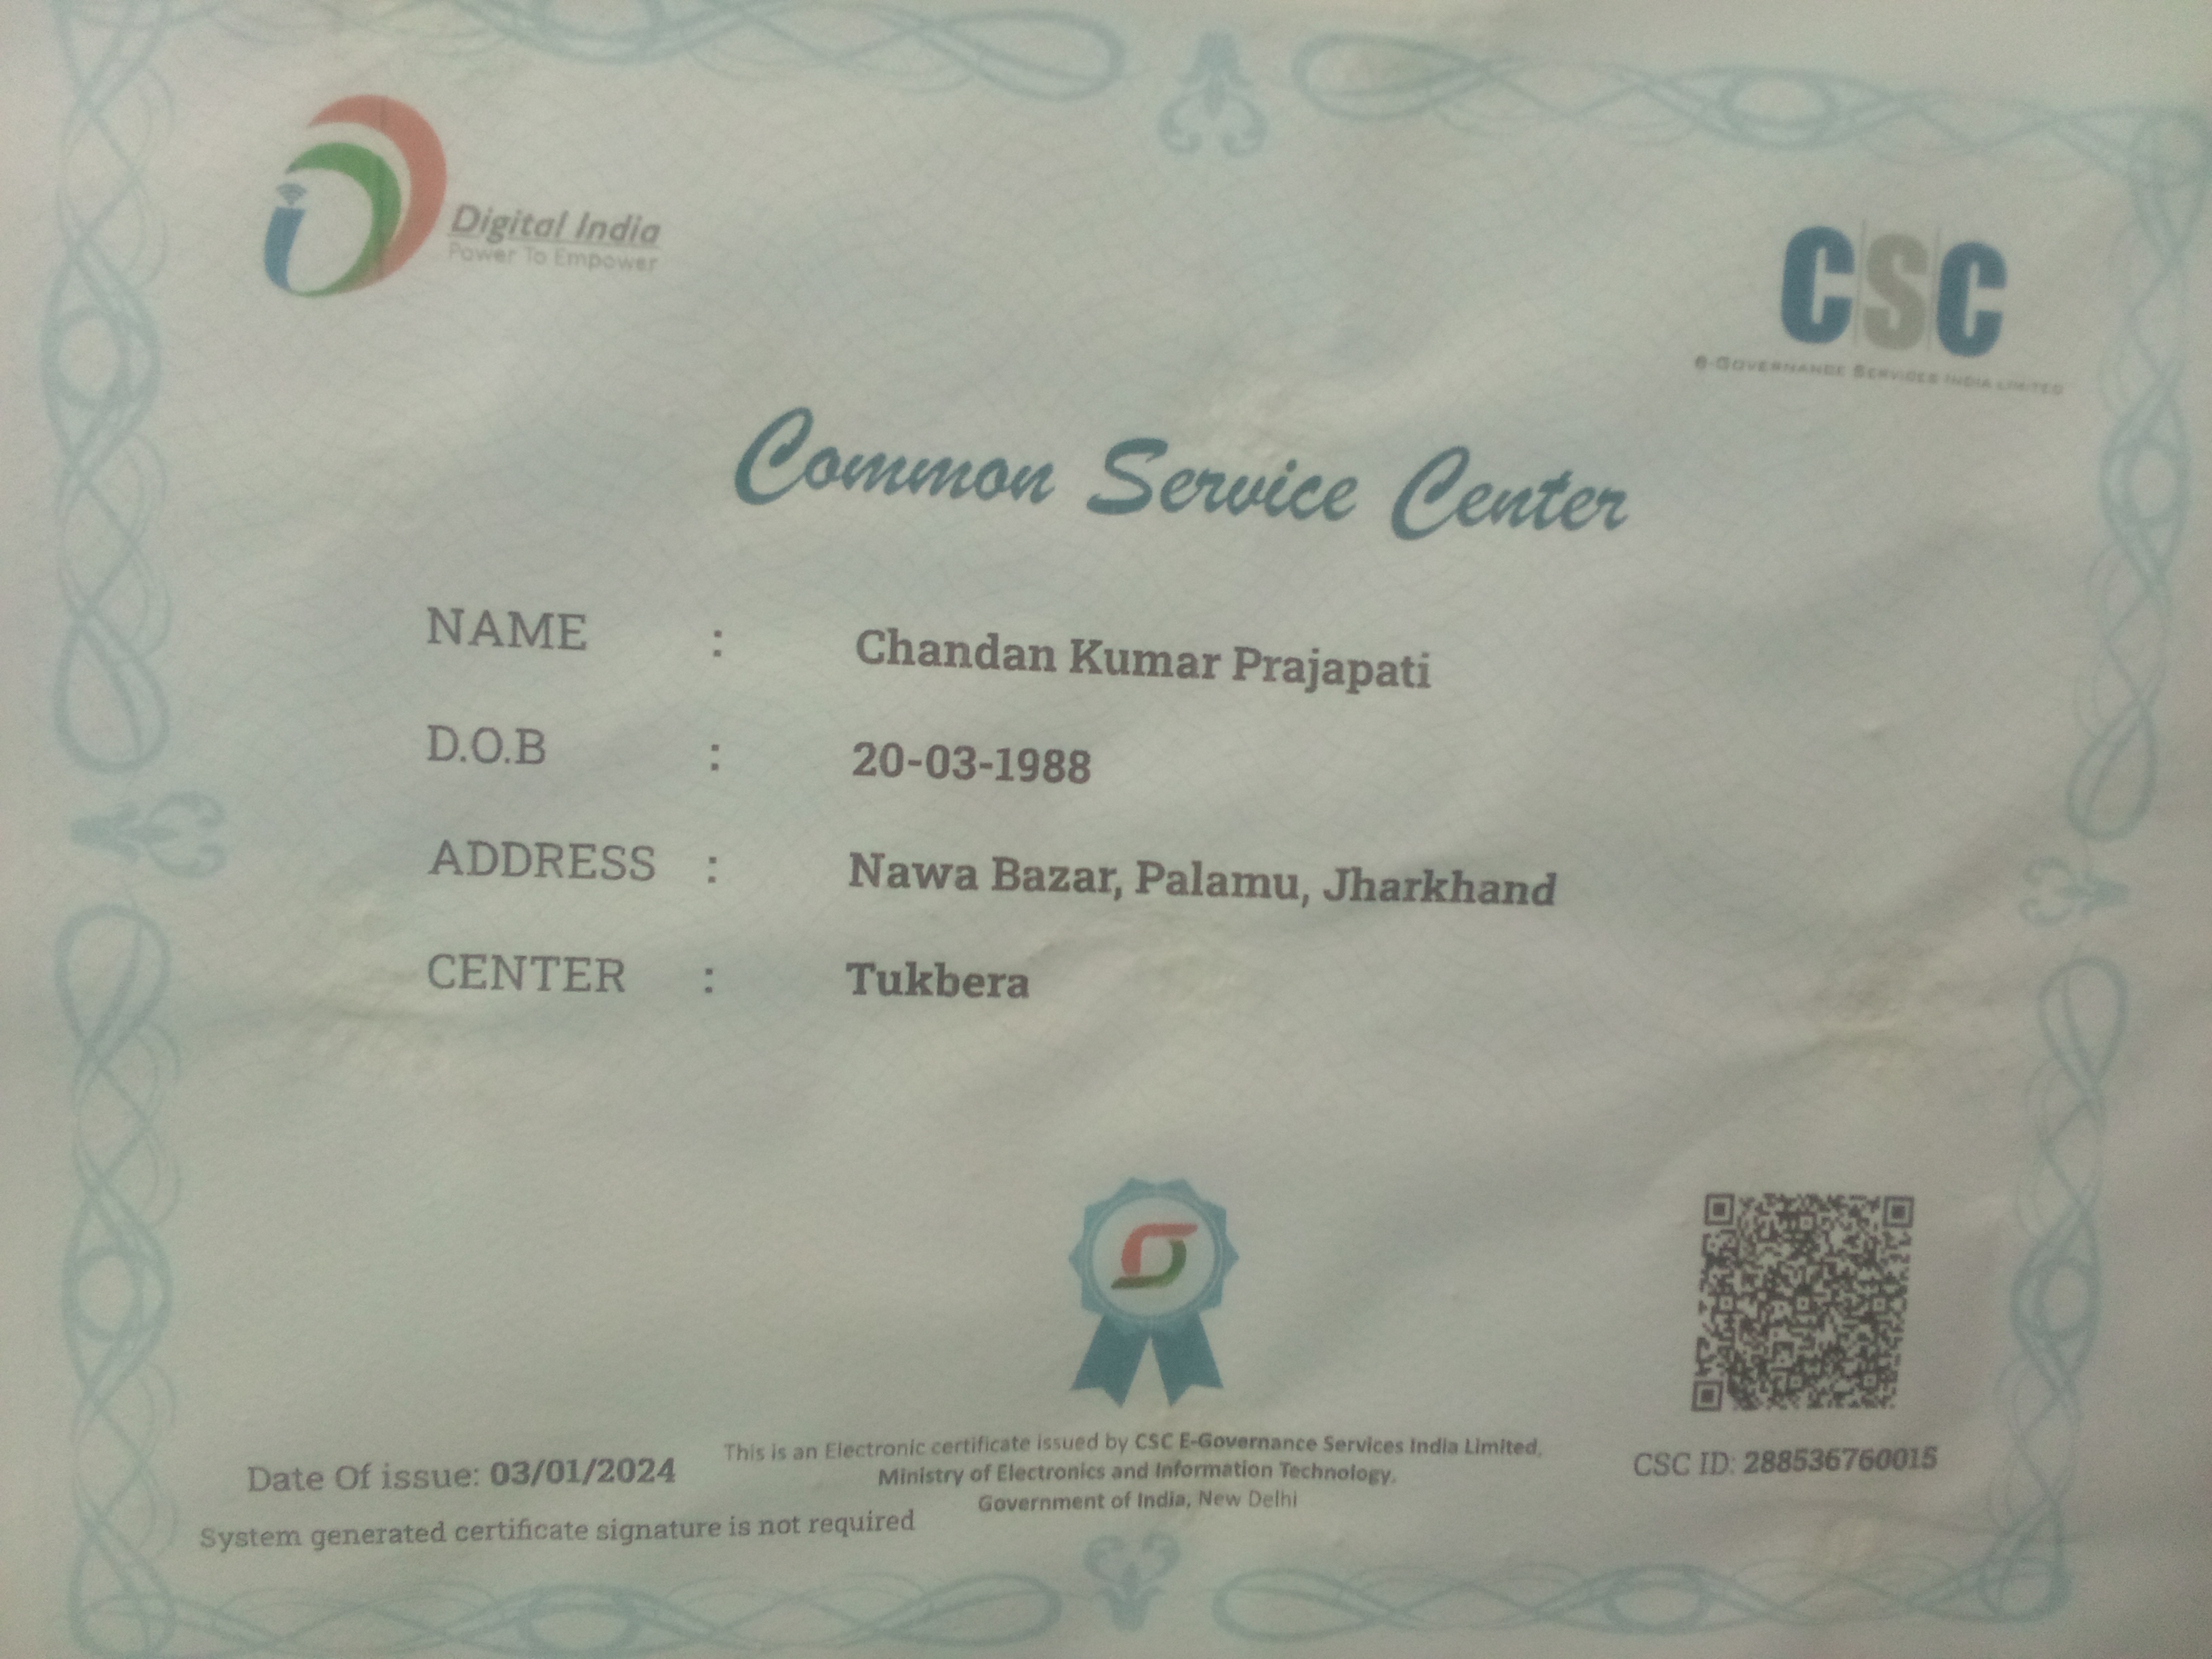 Digital India
Power To Empower
CSC
e-Governance Services India Limited
Common Service Center
NAME : Chandan Kumar Prajapati
D.O.B : 20-03-1988
ADDRESS : Nawa Bazar, Palamu, Jharkhand
CENTER : Tukbera
This is an Electronic certificate issued by CSC E-Governance Services India Limited,
Ministry of Electronics and Information Technology,
Government of India, New Delhi
Date Of issue: 03/01/2024
CSC ID: 288536760015
System generated certificate signature is not required